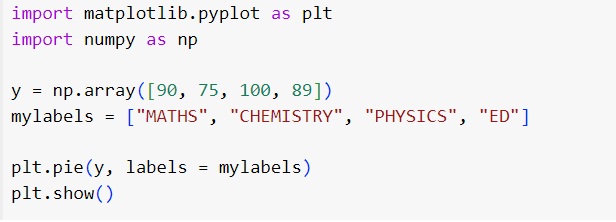 import matplotlib.pyplot as plt
import numpy as np
y = np.array([90, 75, 100, 89])
mylabels = ["MATHS", "CHEMISTRY", "PHYSICS", "ED"]
plt.pie(y, labels = mylabels)
plt.show()